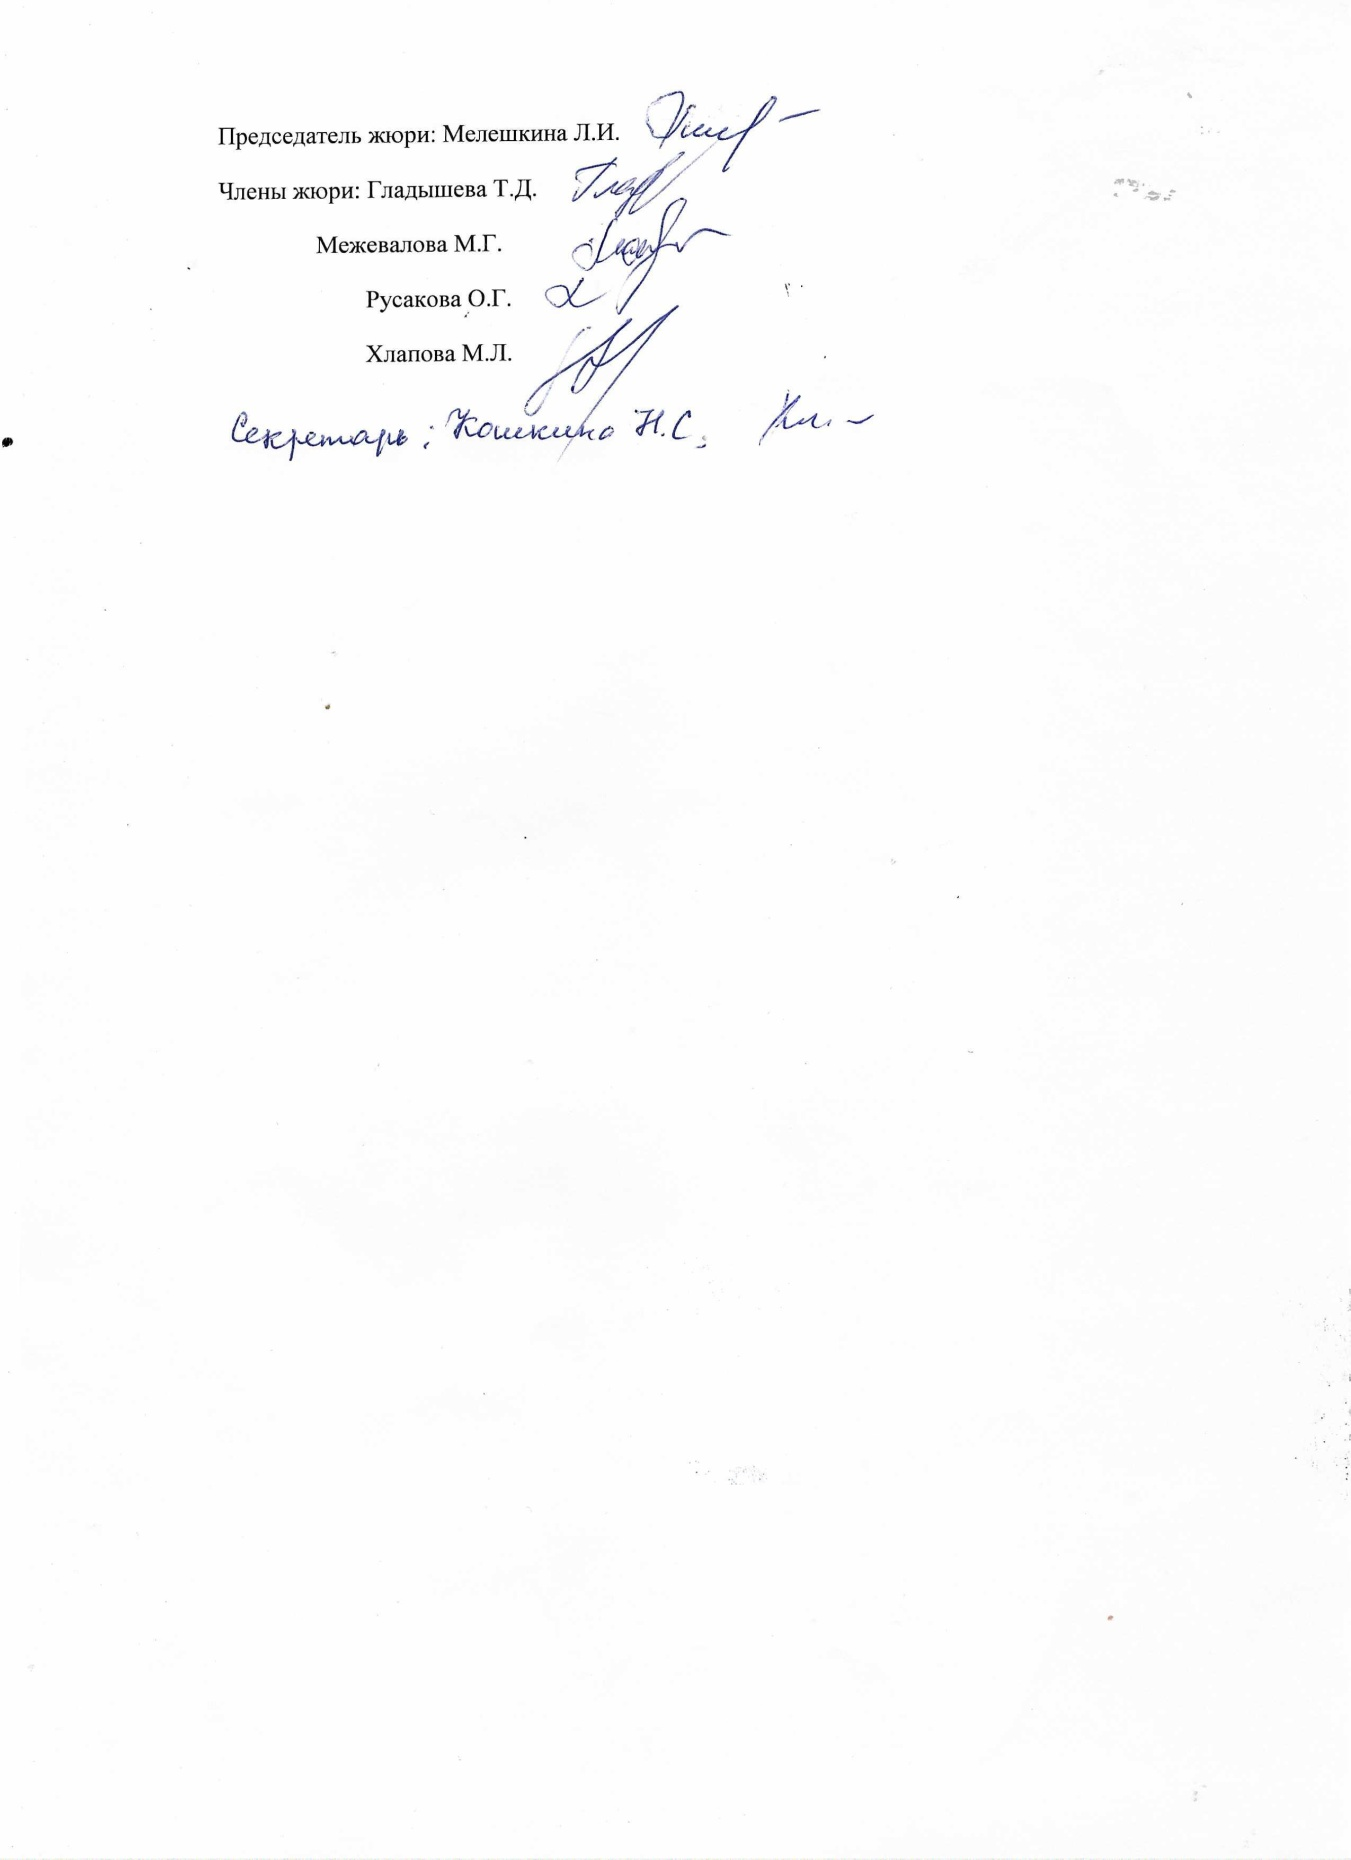 Председатель жюри: Мелешкина Л.И.
Члены жюри: Гладышева Т.Д.
Межевалова М.Г.
Русакова О.Г.
Хлапова М.Л.
Секретарь: Кошкина Н.С.